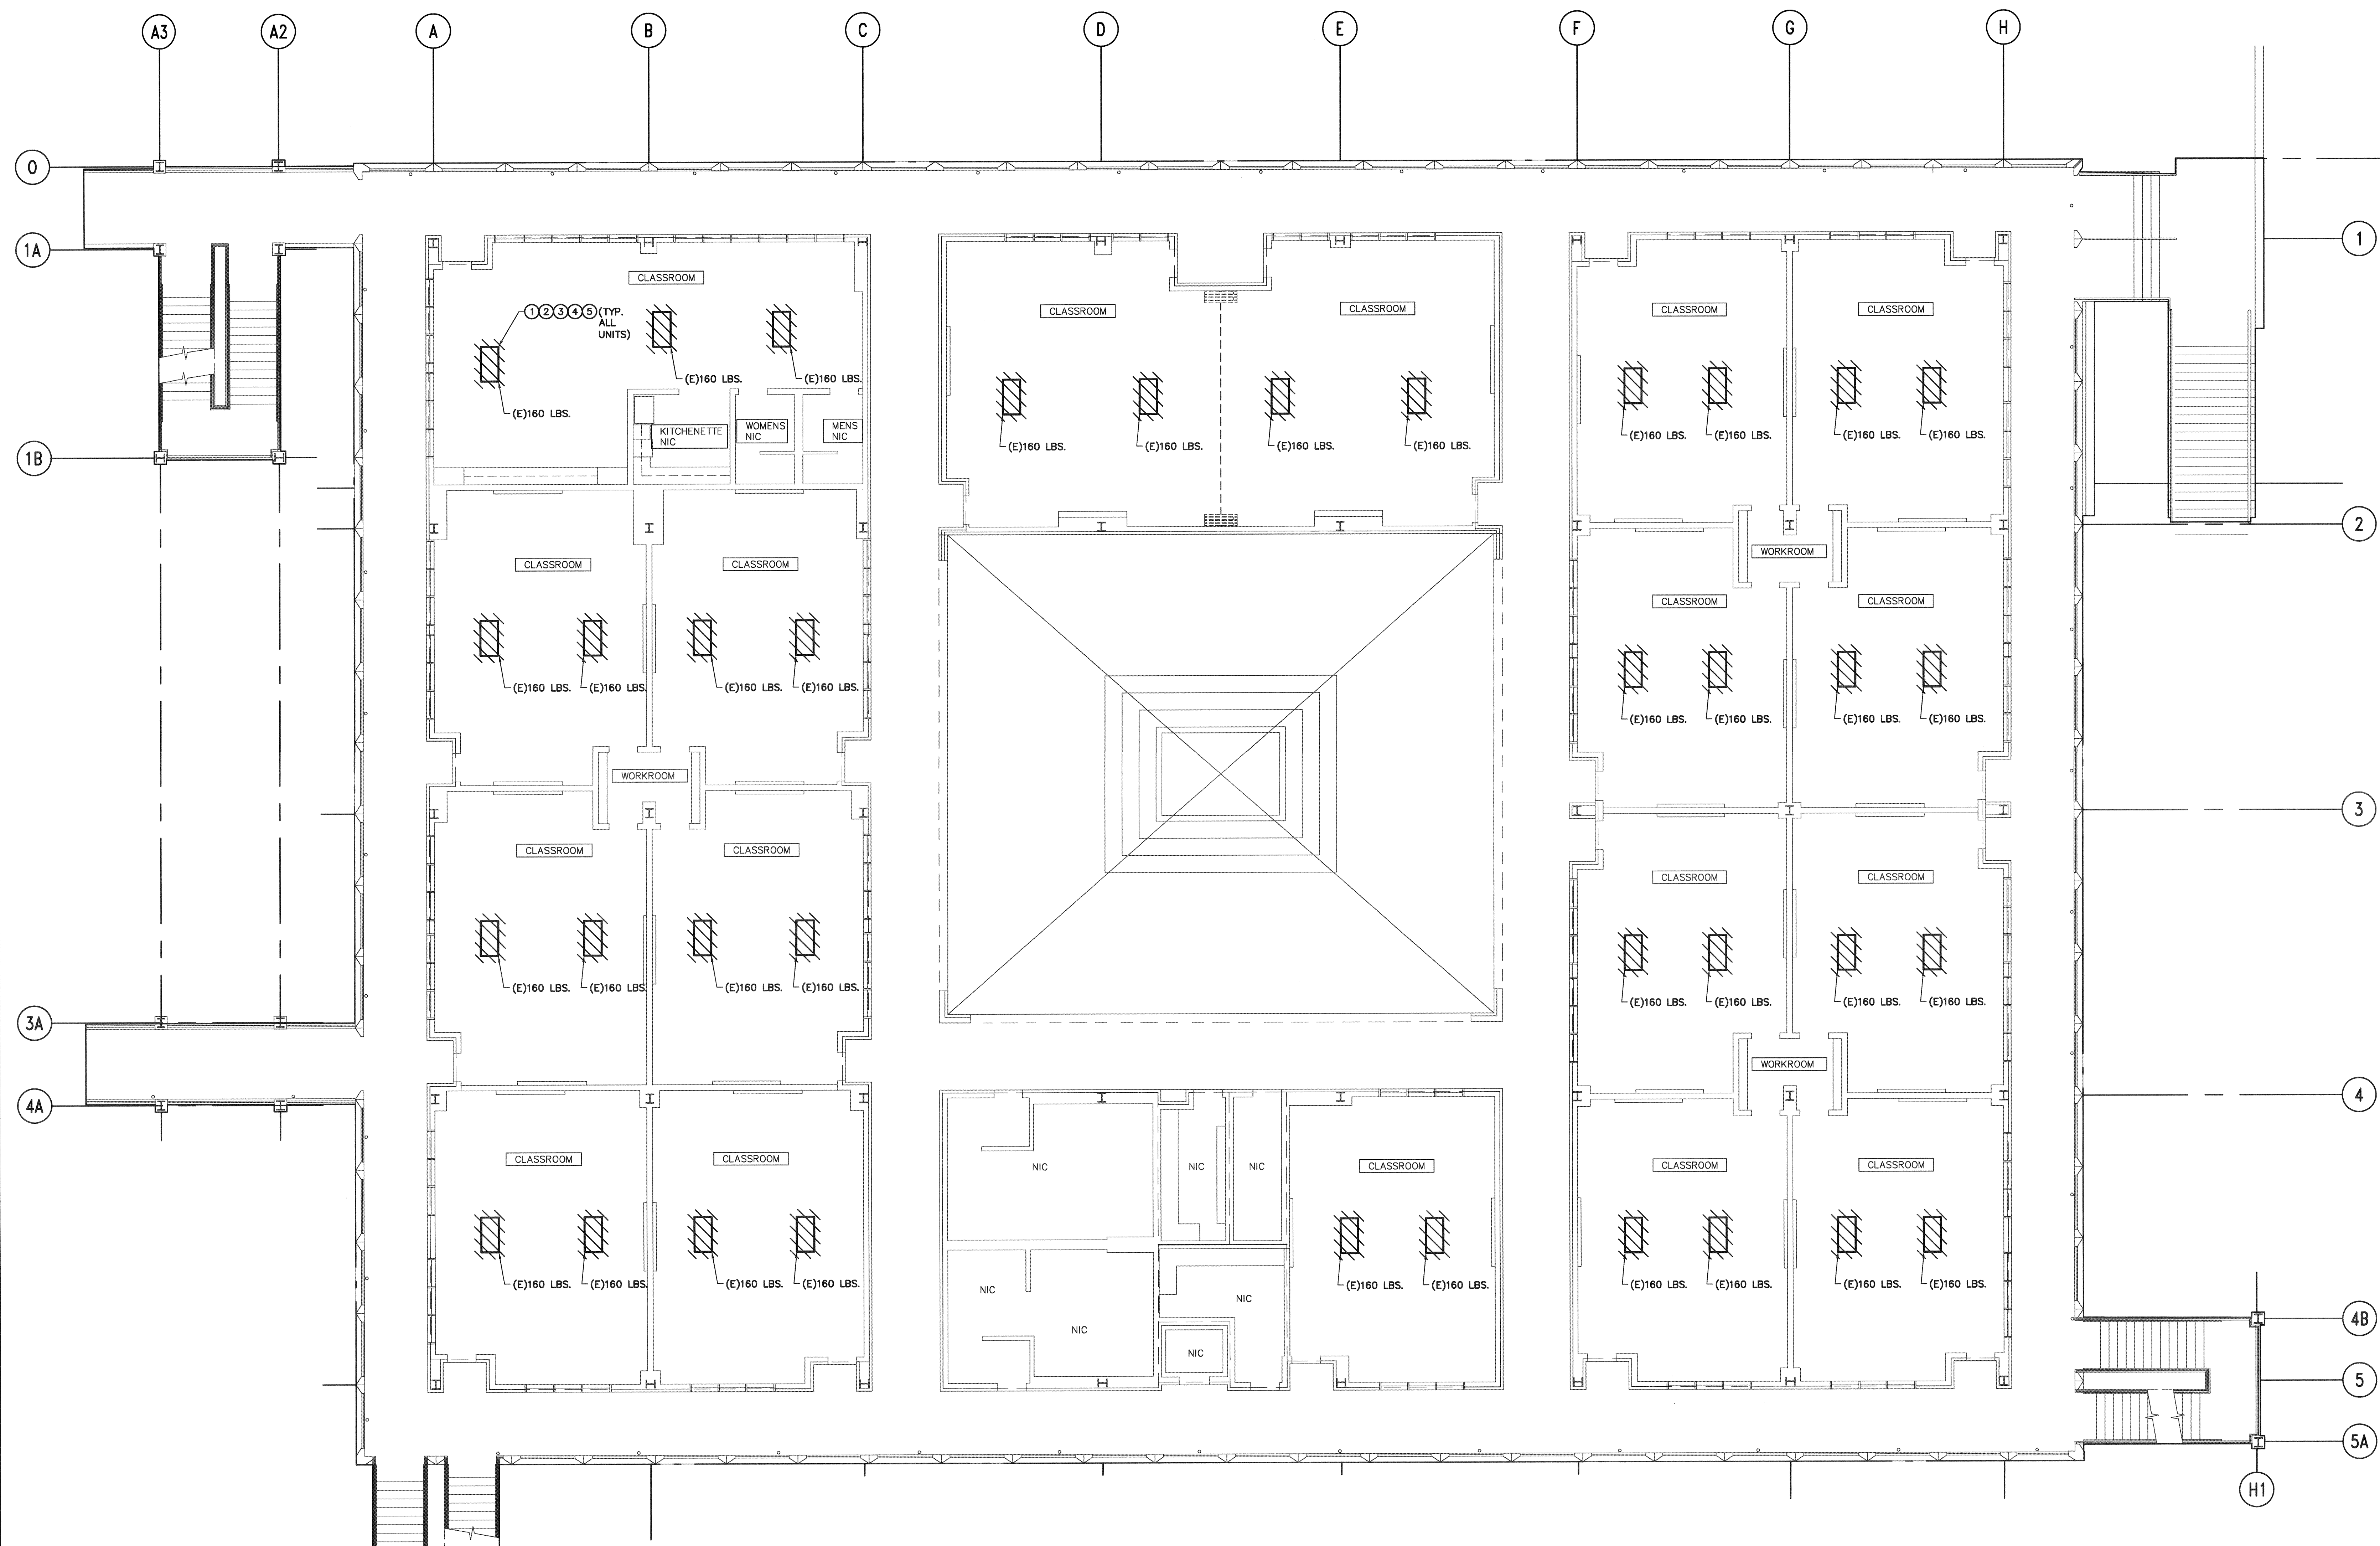 A3
A2
A
B
C
D
E
F
G
H
0
1
1A
CLASSROOM
CLASSROOM
CLASSROOM
CLASSROOM
CLASSROOM
1 2 3 4 5 (TYP.
ALL
UNITS)
(E)160 LBS.
(E)160 LBS.
(E)160 LBS.
KITCHENETTE
NIC
WOMENS
NIC
MENS
NIC
(E)160 LBS.
(E)160 LBS.
(E)160 LBS.
(E)160 LBS.
(E)160 LBS.
(E)160 LBS.
(E)160 LBS.
(E)160 LBS.
1B
2
WORKROOM
CLASSROOM
CLASSROOM
CLASSROOM
CLASSROOM
(E)160 LBS.
(E)160 LBS.
(E)160 LBS.
(E)160 LBS.
(E)160 LBS.
(E)160 LBS.
(E)160 LBS.
(E)160 LBS.
WORKROOM
3
CLASSROOM
CLASSROOM
CLASSROOM
CLASSROOM
(E)160 LBS.
(E)160 LBS.
(E)160 LBS.
(E)160 LBS.
(E)160 LBS.
(E)160 LBS.
(E)160 LBS.
(E)160 LBS.
3A
WORKROOM
4A
4
CLASSROOM
CLASSROOM
NIC
NIC
NIC
CLASSROOM
CLASSROOM
CLASSROOM
(E)160 LBS.
(E)160 LBS.
(E)160 LBS.
(E)160 LBS.
(E)160 LBS.
(E)160 LBS.
(E)160 LBS.
(E)160 LBS.
(E)160 LBS.
(E)160 LBS.
NIC
NIC
NIC
NIC
4B
5
5A
H1